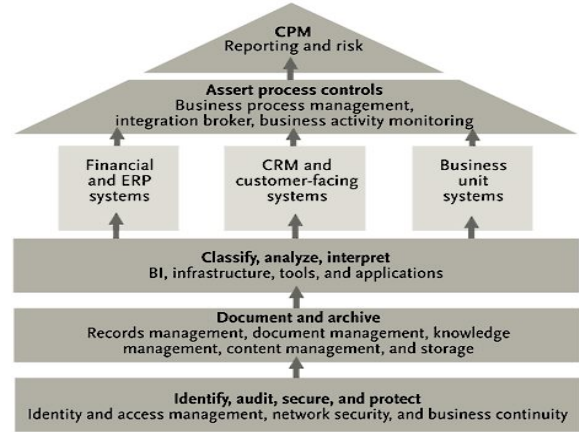 CPM
Reporting and risk
Assert process controls
Business process management,
integration broker, business activity monitoring
Financial
and ERP
systems
CRM and
customer-facing
systems
Business
unit
systems
Classify, analyze, interpret
BI, infrastructure, tools, and applications
Document and archive
Records management, document management, knowledge
management, content management, and storage
Identify, audit, secure, and protect
Identity and access management, network security, and business continuity